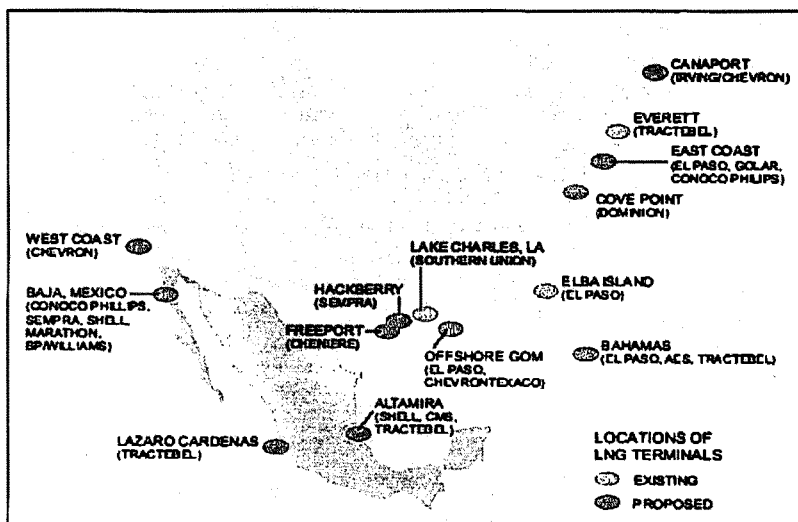 CANAPORT
(IRVING/CHEVRON)
EVERETT
(TRACTEBEL)
EAST COAST
(EL PASO, GOLAR,
CONOCO PHILIPS)
COVE POINT
(DOMINION)
WEST COAST
(CHEVRON)
LAKE CHARLES, LA
(SOUTHERN UNION)
HACKBERRY
(SEMPRA)
ELBA ISLAND
(EL PASO)
BAJA, MEXICO
(CONOCO PHILLIPS,
SEMPRA, SHELL,
MARATHON,
BP/WILLIAMS)
FREEPORT
(CHENIERE)
OFFSHORE GOM
(EL PASO,
CHEVRONTEXACO)
BAHAMAS
(EL PASO, AES, TRACTEBEL)
ALTAMIRA
(SHELL, CMS,
TRACTEBEL)
LAZARO CARDENAS
(TRACTEBEL)
LOCATIONS OF
LNG TERMINALS
EXISTING
PROPOSED